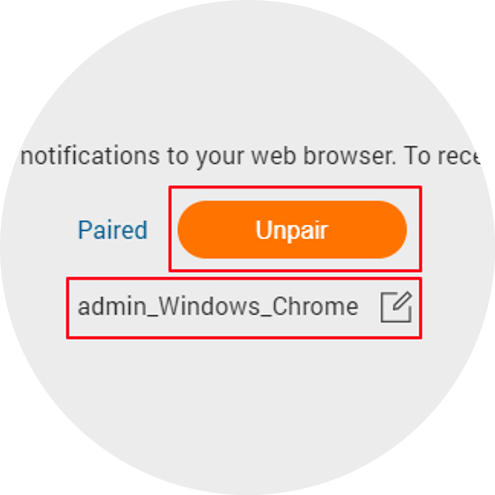 notifications to your web browser. To rece
Paired Unpair
admin_Windows_Chrome